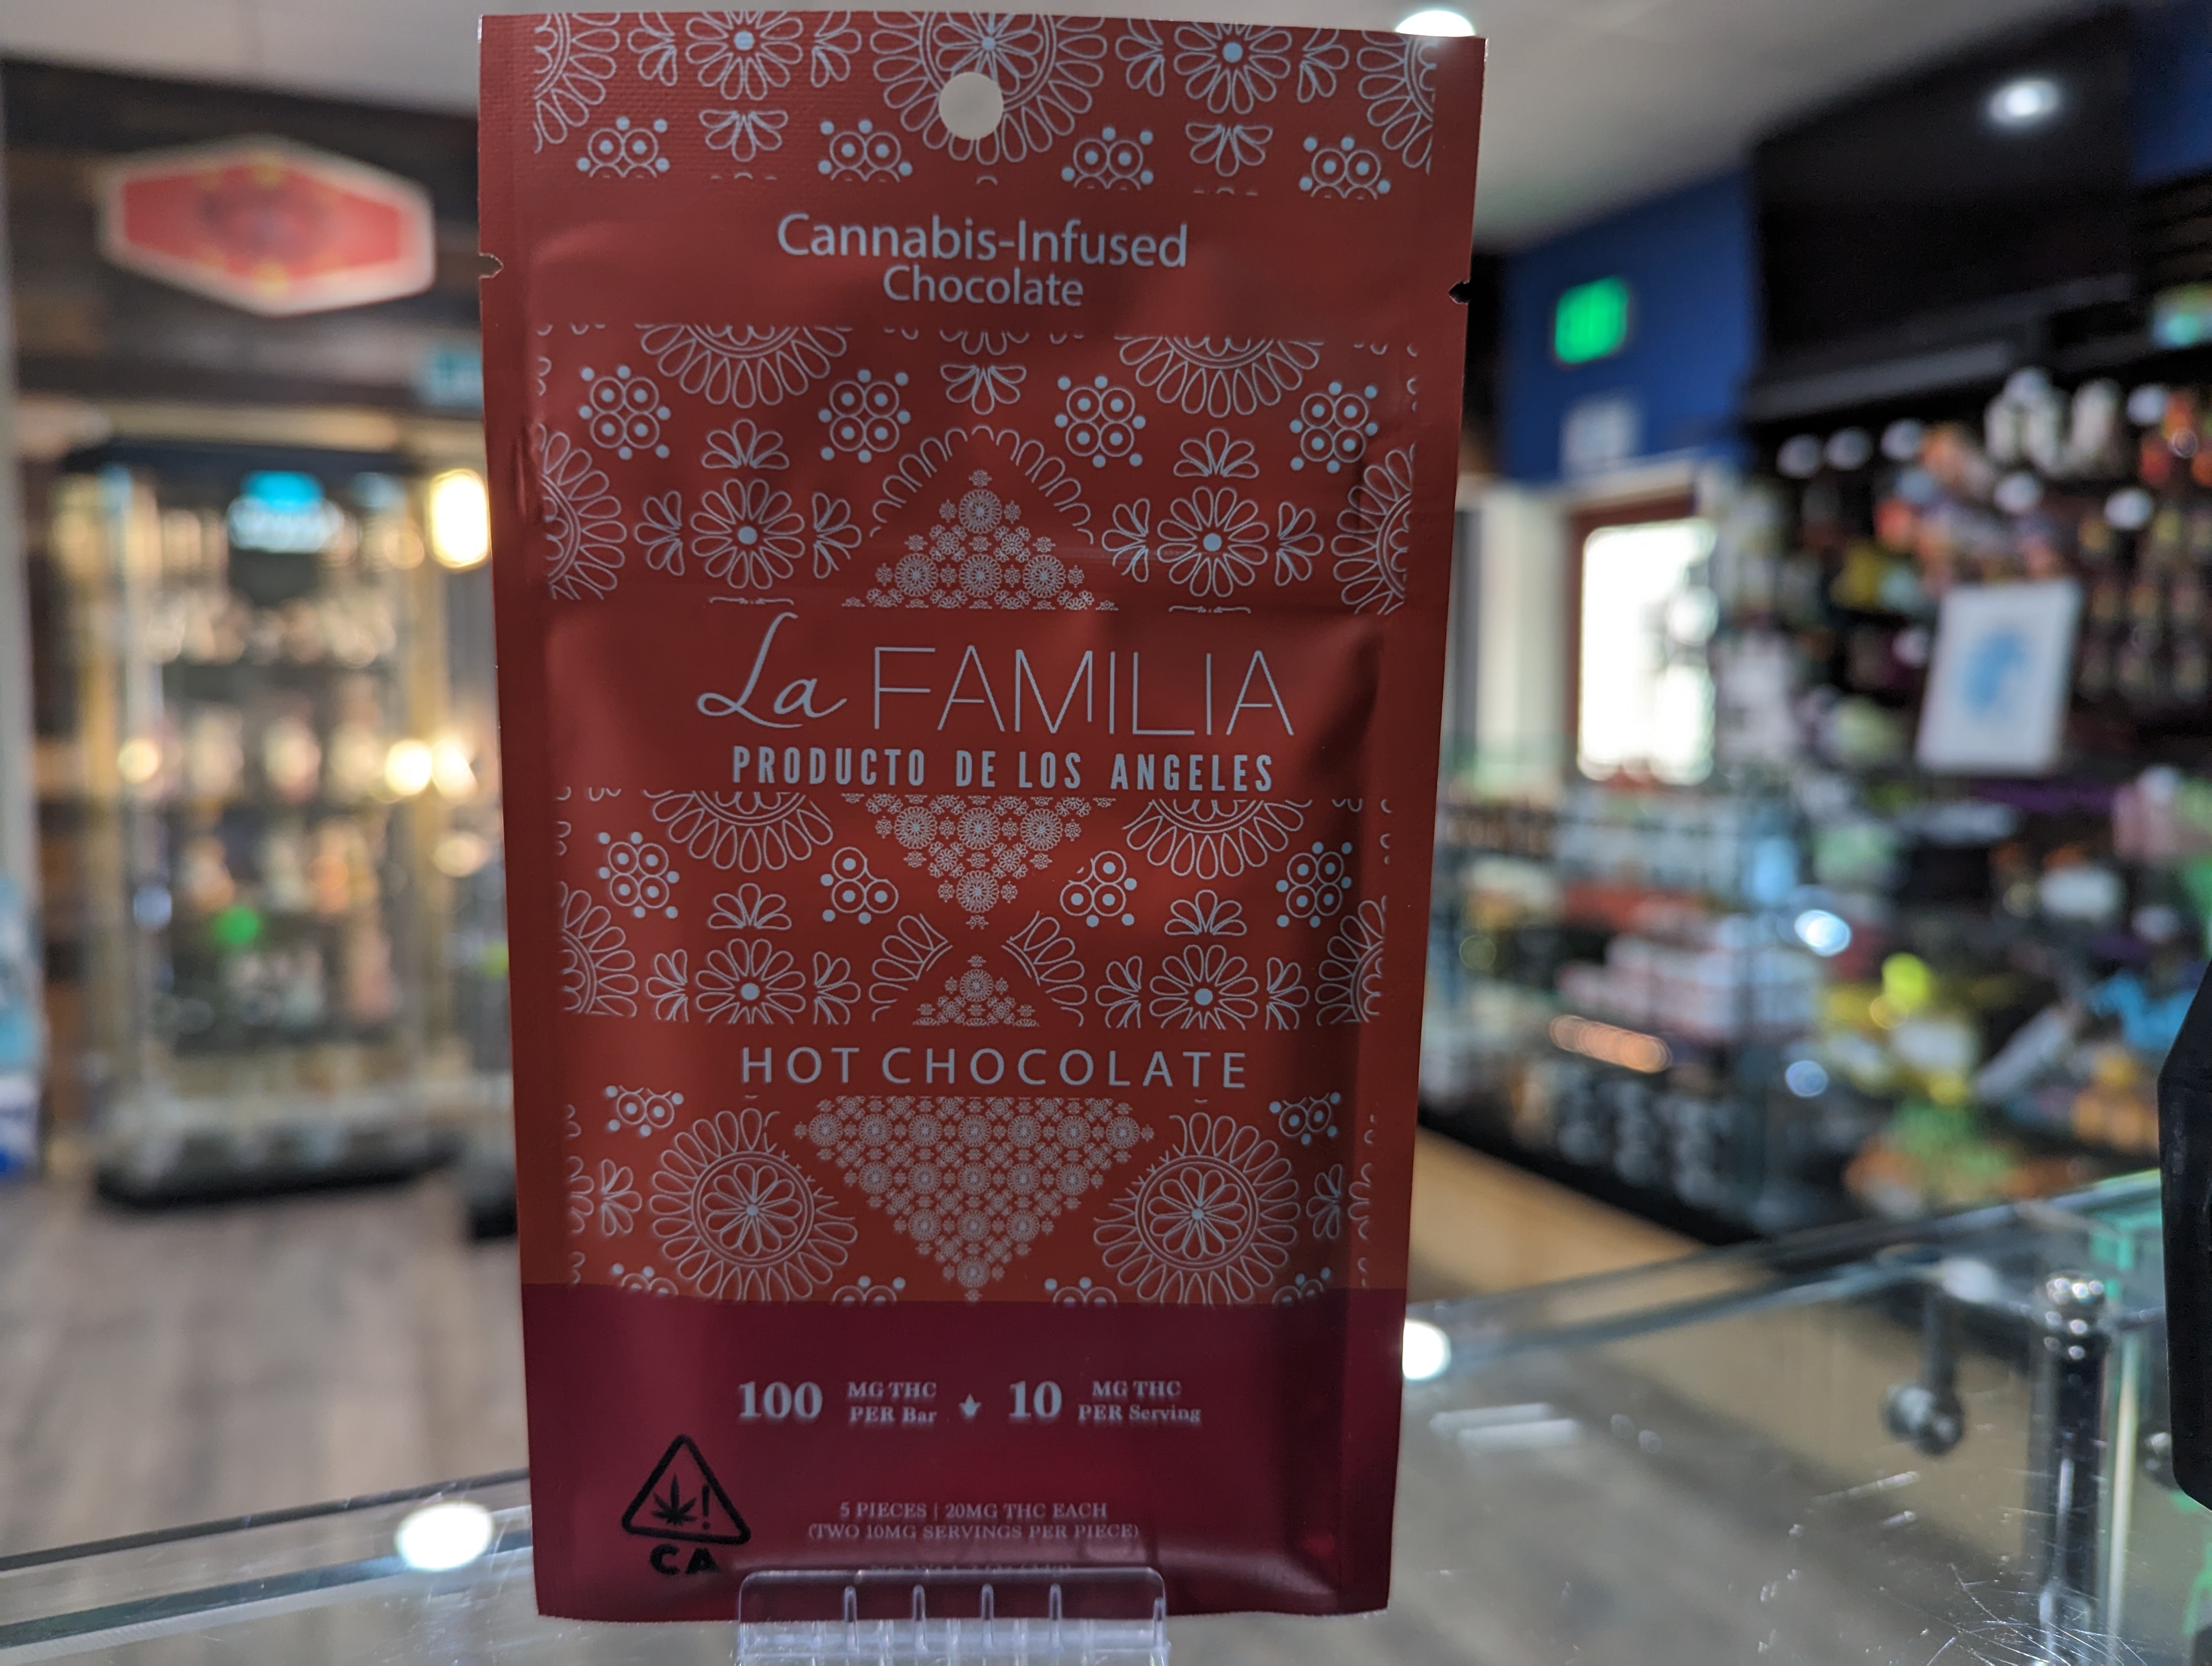 Cannabis-Infused
Chocolate
La FAMILIA
PRODUCTO DE LOS ANGELES
HOT CHOCOLATE
100 MG THC PER Bar 10 MG THC PER Serving
5 PIECES | 20MG THC EACH
(TWO 10MG SERVINGS PER PIECE)
CA